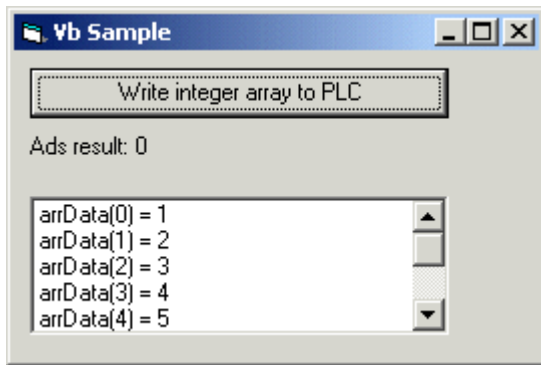 Vb Sample
Write integer array to PLC
Ads result: 0
arrData(0) = 1
arrData(1) = 2
arrData(2) = 3
arrData(3) = 4
arrData(4) = 5